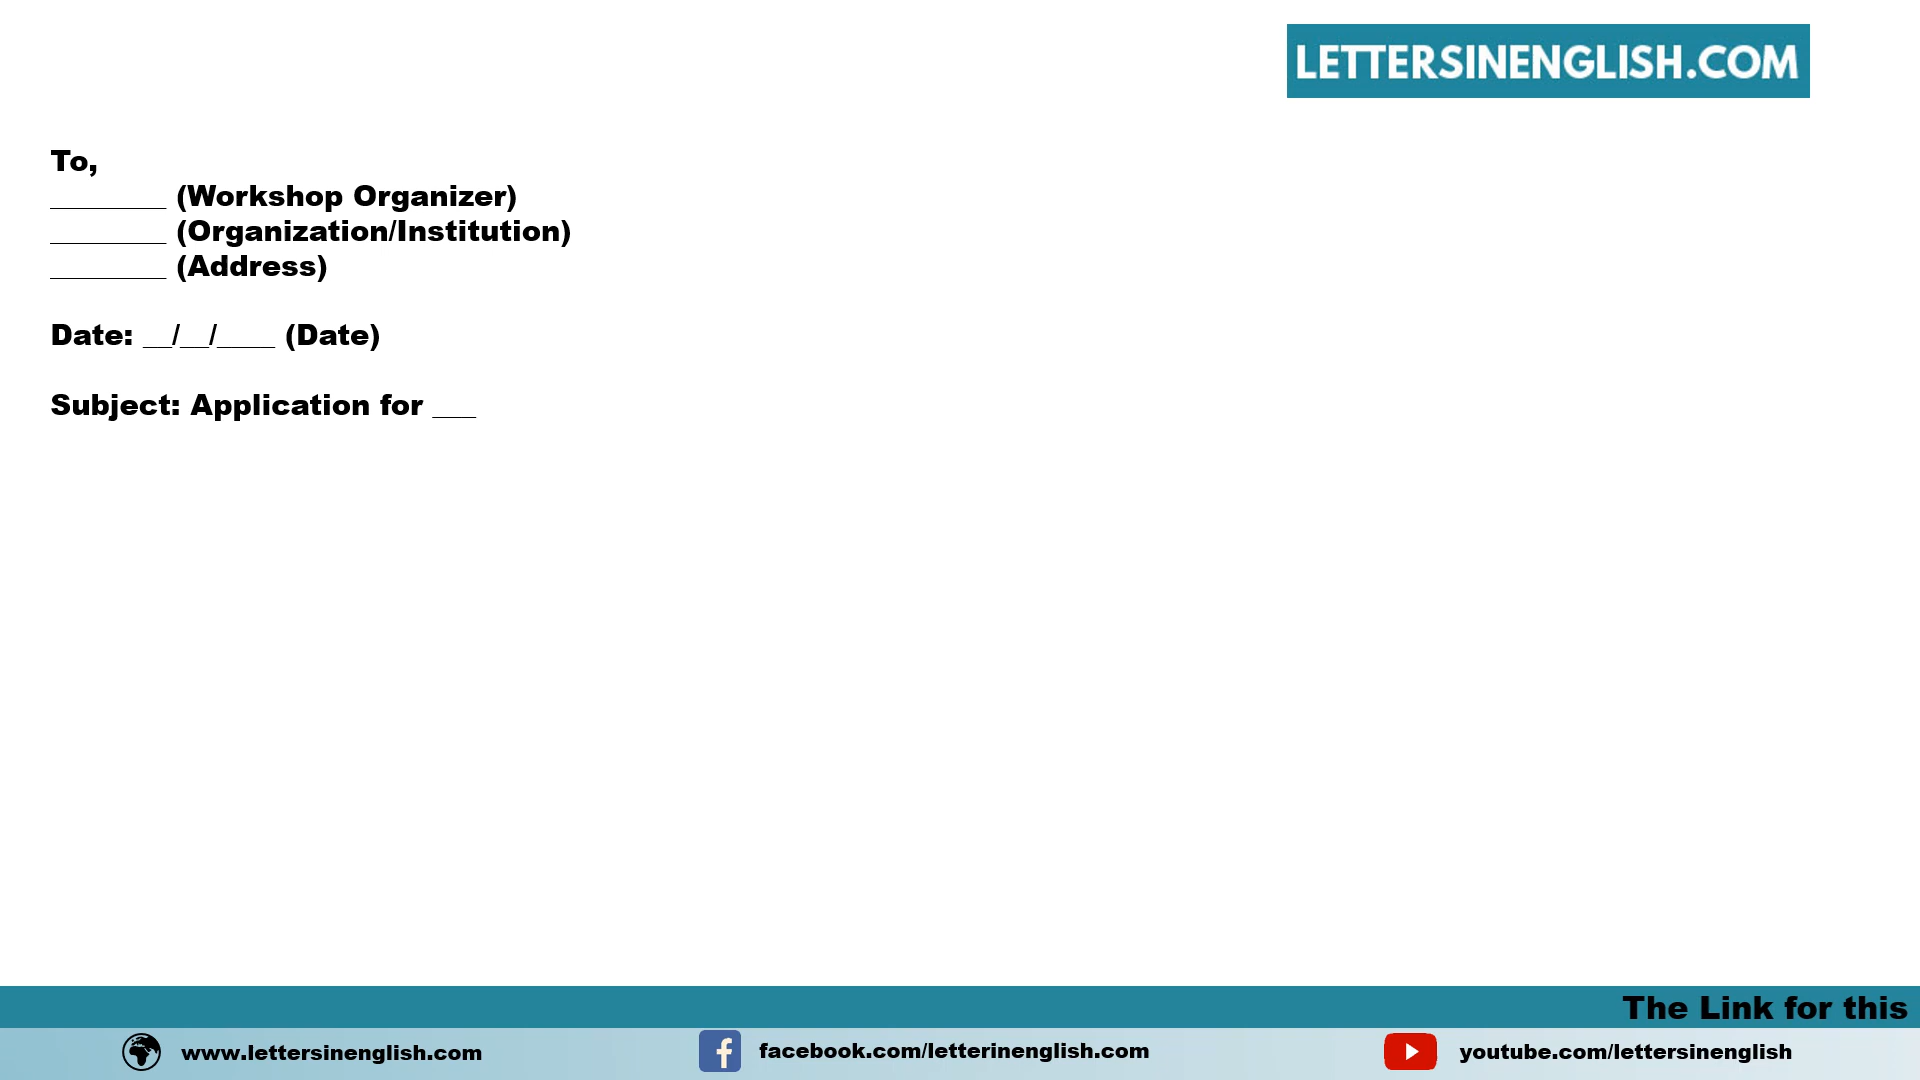 LETTERSINENGLISH.COM
To,
________ (Workshop Organizer)
________ (Organization/Institution)
________ (Address)
Date: __/__/____ (Date)
Subject: Application for ___
The Link for this
www.lettersinenglish.com
facebook.com/letterinenglish.com
youtube.com/lettersinenglish